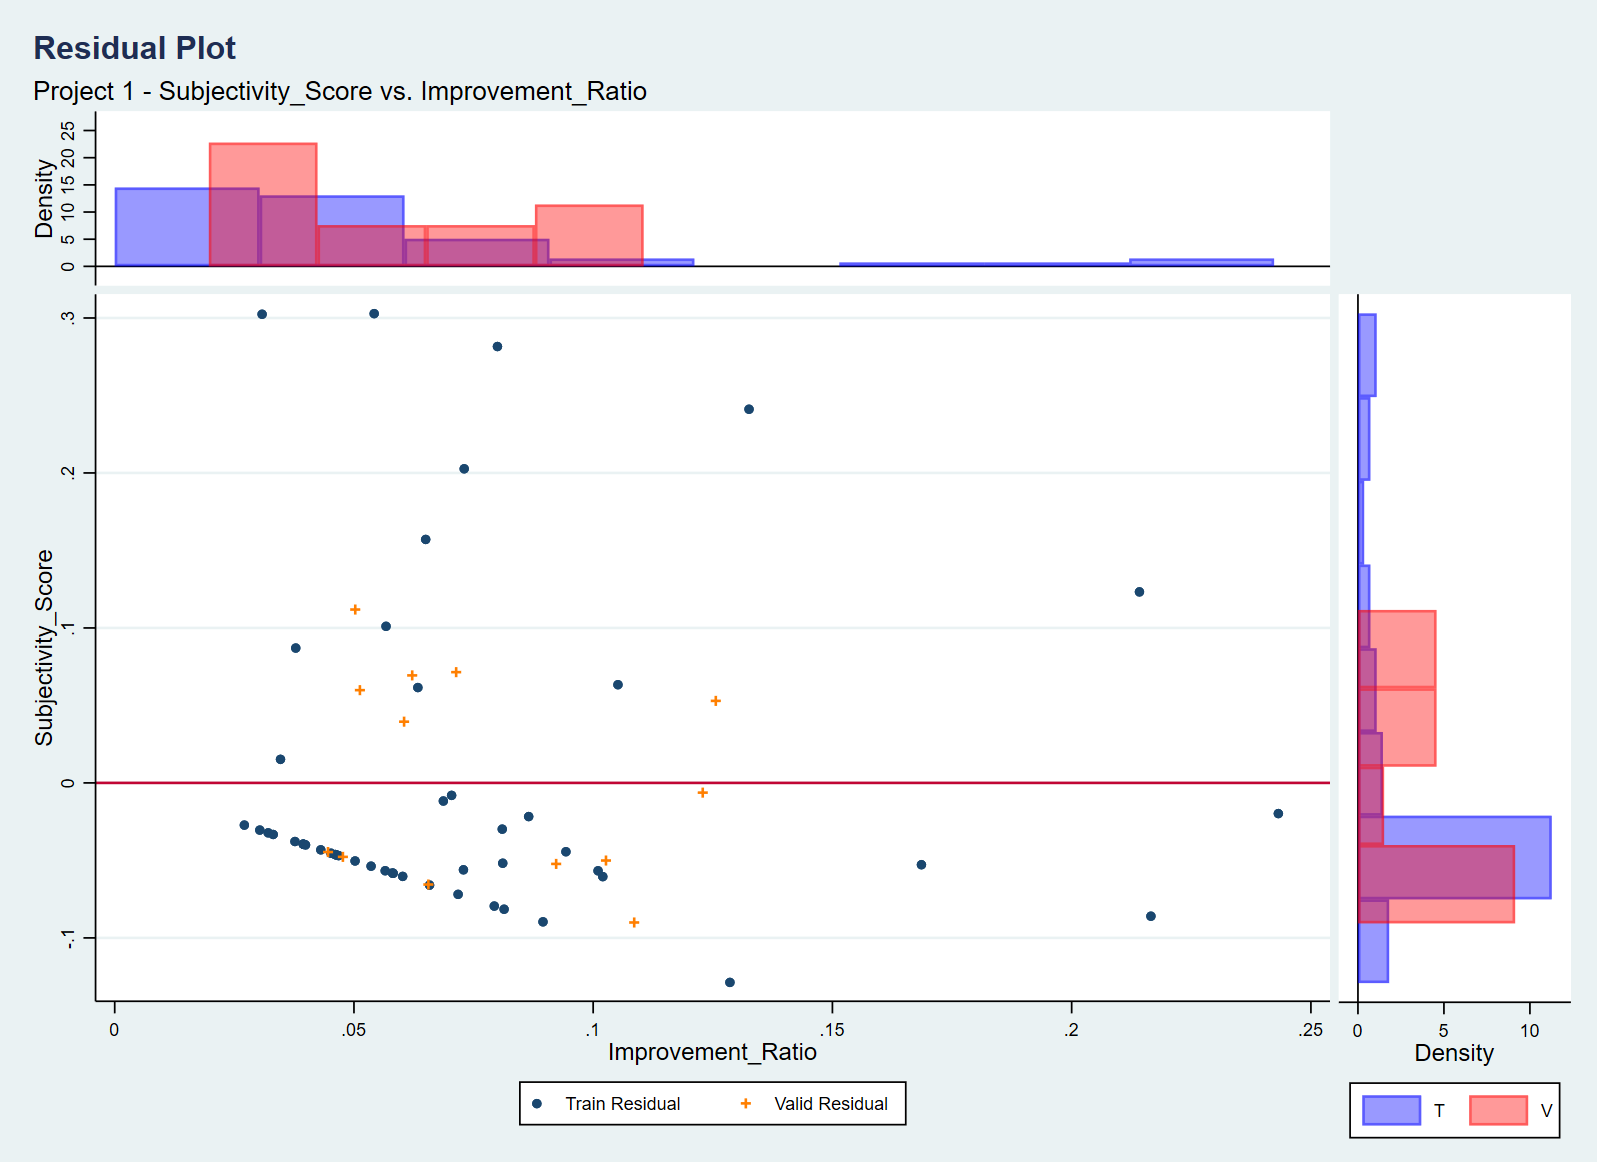 Residual Plot
Project 1 - Subjectivity_Score vs. Improvement_Ratio
Density
25
20
15
10
5
0
Subjectivity_Score
.3
.2
.1
0
-.1
0 .05 .1 .15 .2 .25
Improvement_Ratio
0 5 10
Density
Train Residual Valid Residual
T V